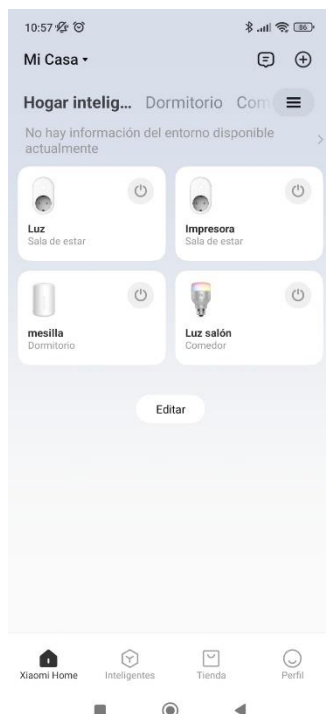 10:57
86
Mi Casa
Hogar intelig... Dormitorio Com
No hay información del entorno disponible
actualmente
Luz
Sala de estar
Impresora
Sala de estar
mesilla
Dormitorio
Luz salón
Comedor
Editar
Xiaomi Home Inteligentes Tienda Perfil